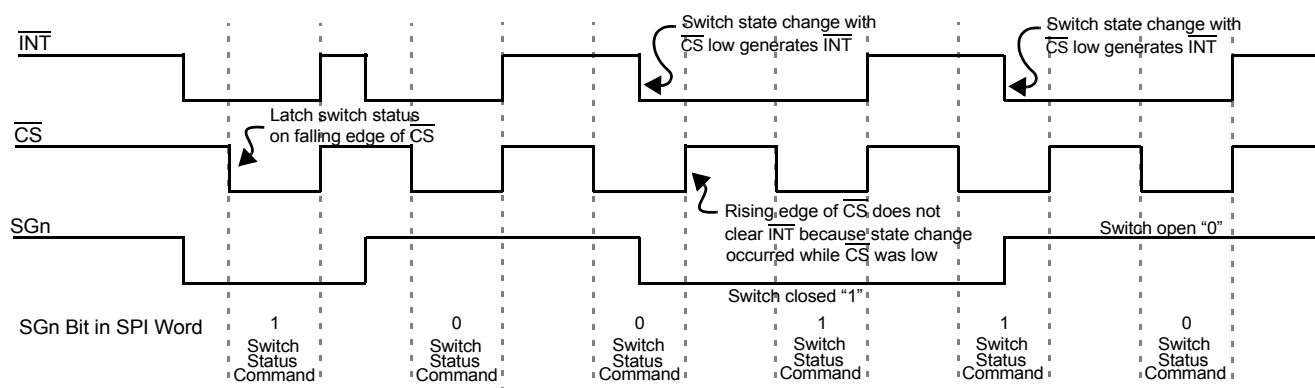 Switch state change with
CS low generates INT
Switch state change with
CS low generates INT
INT
Latch switch status
on falling edge of CS
CS
Rising edge of CS does not
clear INT because state change
occurred while CS was low
SGn
Switch open “0”
Switch closed “1”
SGn Bit in SPI Word
1
Switch
Status
Command
0
Switch
Status
Command
0
Switch
Status
Command
1
Switch
Status
Command
1
Switch
Status
Command
0
Switch
Status
Command